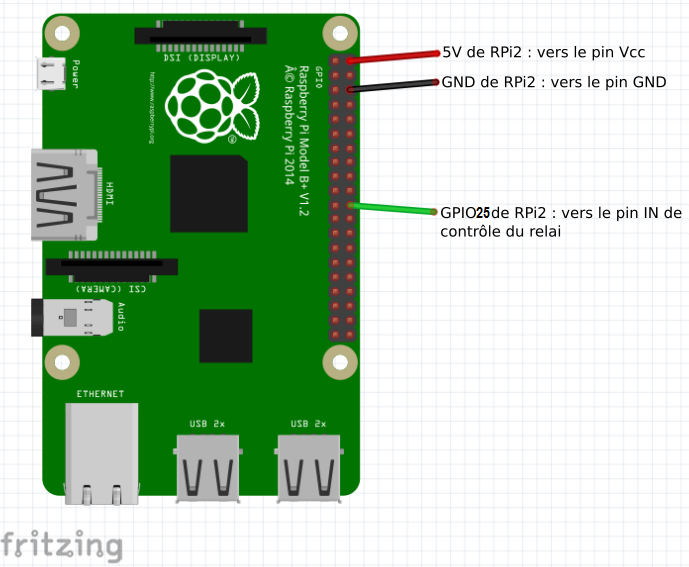 DSI (DISPLAY)
5V de RPi2 : vers le pin Vcc
Power
GPIO
GND de RPi2 : vers le pin GND
http://www.raspberrypi.org
®
Raspberry Pi Model B+ V1.2
© Raspberry Pi 2014
HDMI
GPIO25de RPi2 : vers le pin IN de
contrôle du relai
CSI (CAMERA)
Audio
ETHERNET
USB 2x
USB 2x
fritzing